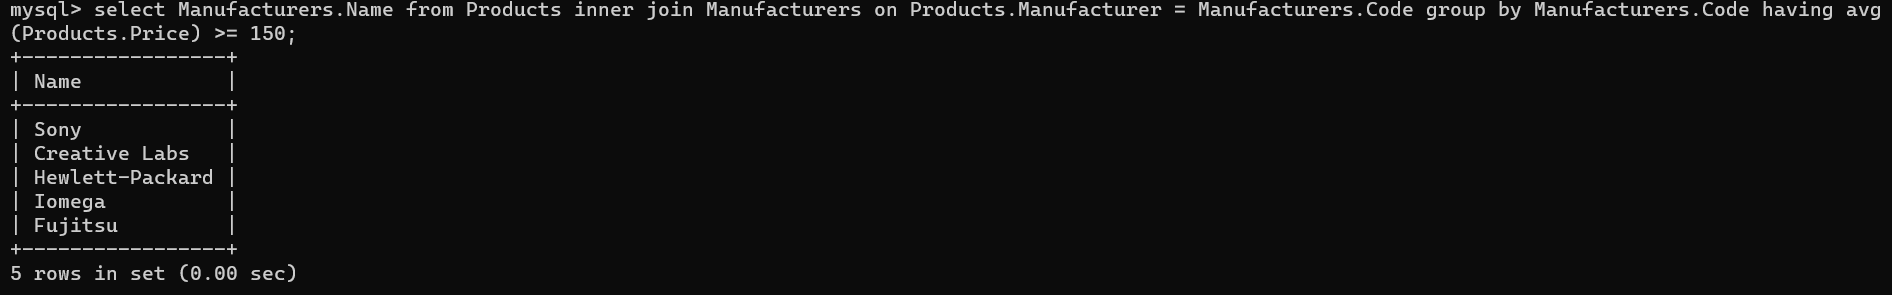 mysql> select Manufacturers.Name from Products inner join Manufacturers on Products.Manufacturer = Manufacturers.Code group by Manufacturers.Code having avg
(Products.Price) >= 150;
+----------------+
| Name           |
+----------------+
| Sony           |
| Creative Labs  |
| Hewlett-Packard |
| Iomega         |
| Fujitsu        |
+----------------+
5 rows in set (0.00 sec)